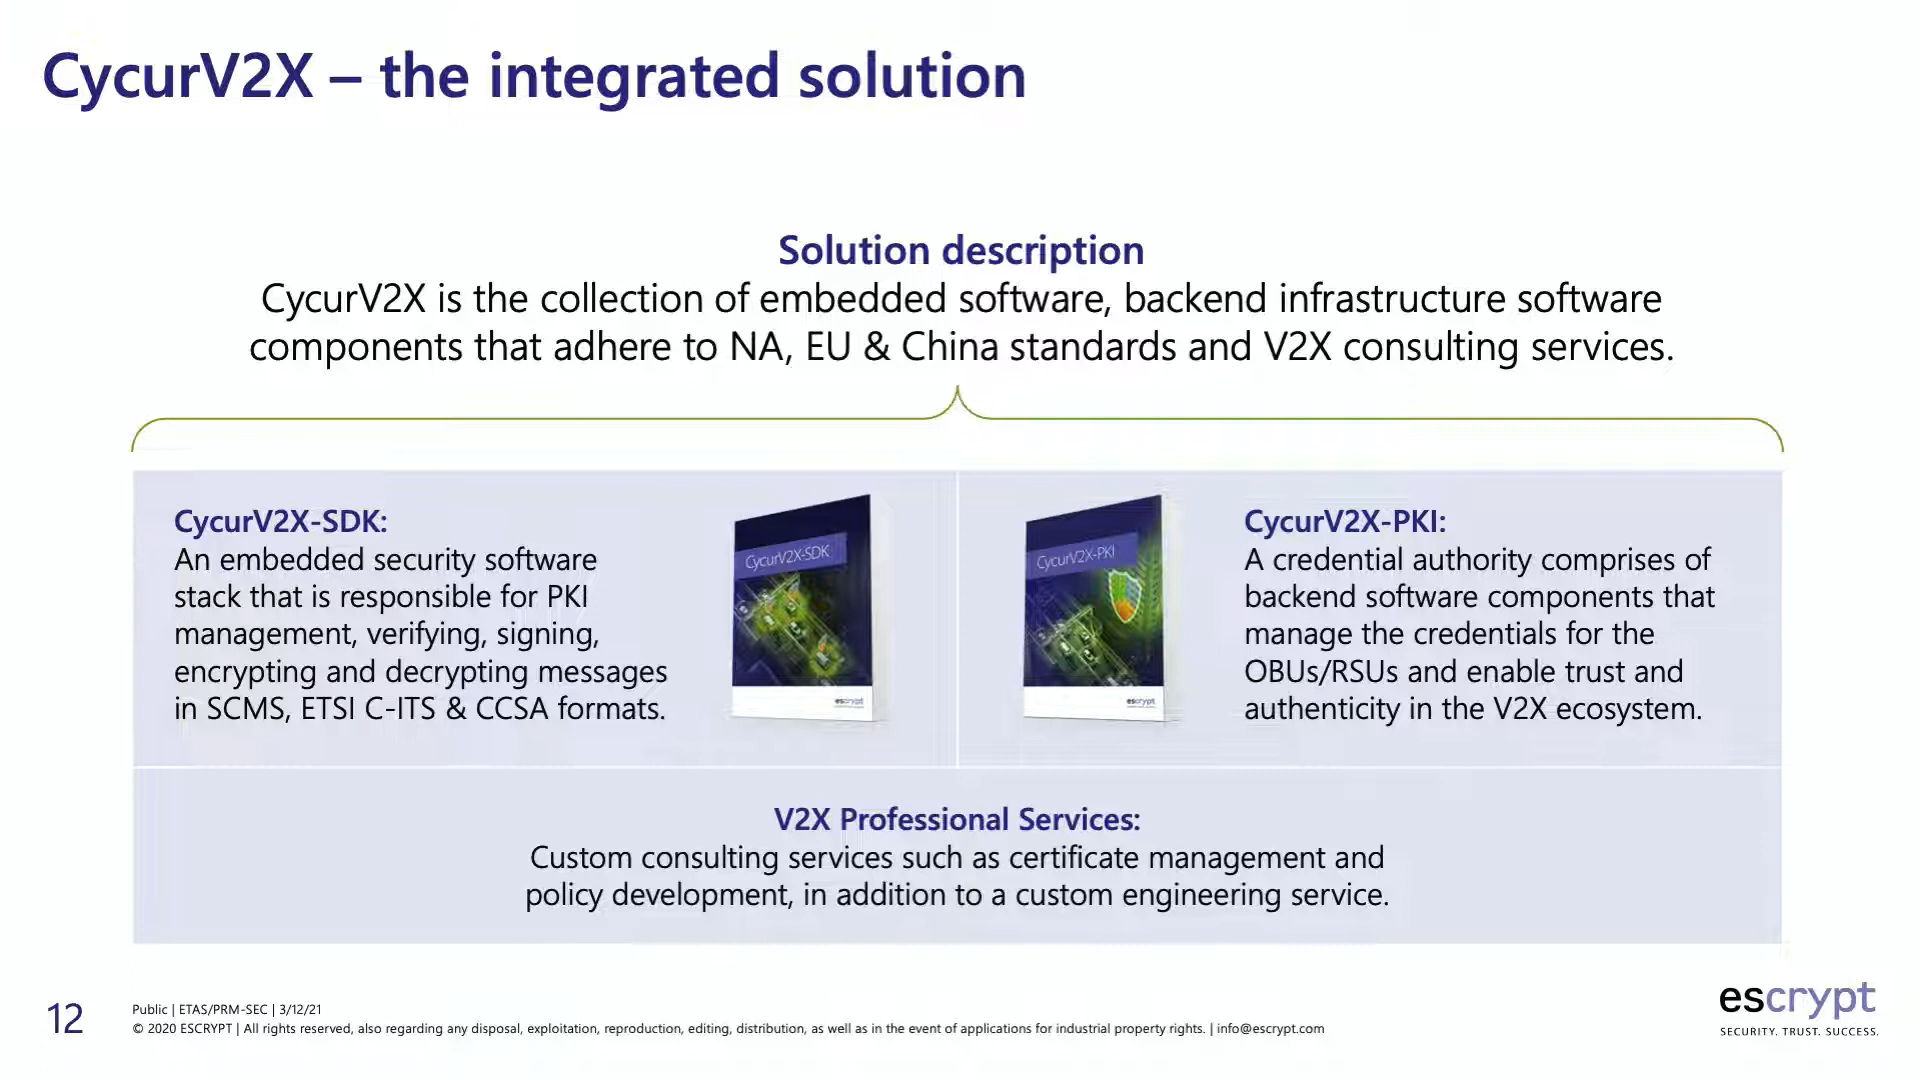 CycurV2X – the integrated solution
Solution description
CycurV2X is the collection of embedded software, backend infrastructure software
components that adhere to NA, EU & China standards and V2X consulting services.
CycurV2X-SDK:
An embedded security software
stack that is responsible for PKI
management, verifying, signing,
encrypting and decrypting messages
in SCMS, ETSI C-ITS & CCSA formats.
CycurV2X-SDK
escrypt
CycurV2X-PKI
escrypt
CycurV2X-PKI:
A credential authority comprises of
backend software components that
manage the credentials for the
OBUs/RSUs and enable trust and
authenticity in the V2X ecosystem.
V2X Professional Services:
Custom consulting services such as certificate management and
policy development, in addition to a custom engineering service.
12
Public | ETAS/PRM-SEC | 3/12/21
© 2020 ESCRYPT | All rights reserved, also regarding any disposal, exploitation, reproduction, editing, distribution, as well as in the event of applications for industrial property rights. | info@escrypt.com
escrypt
SECURITY. TRUST. SUCCESS.